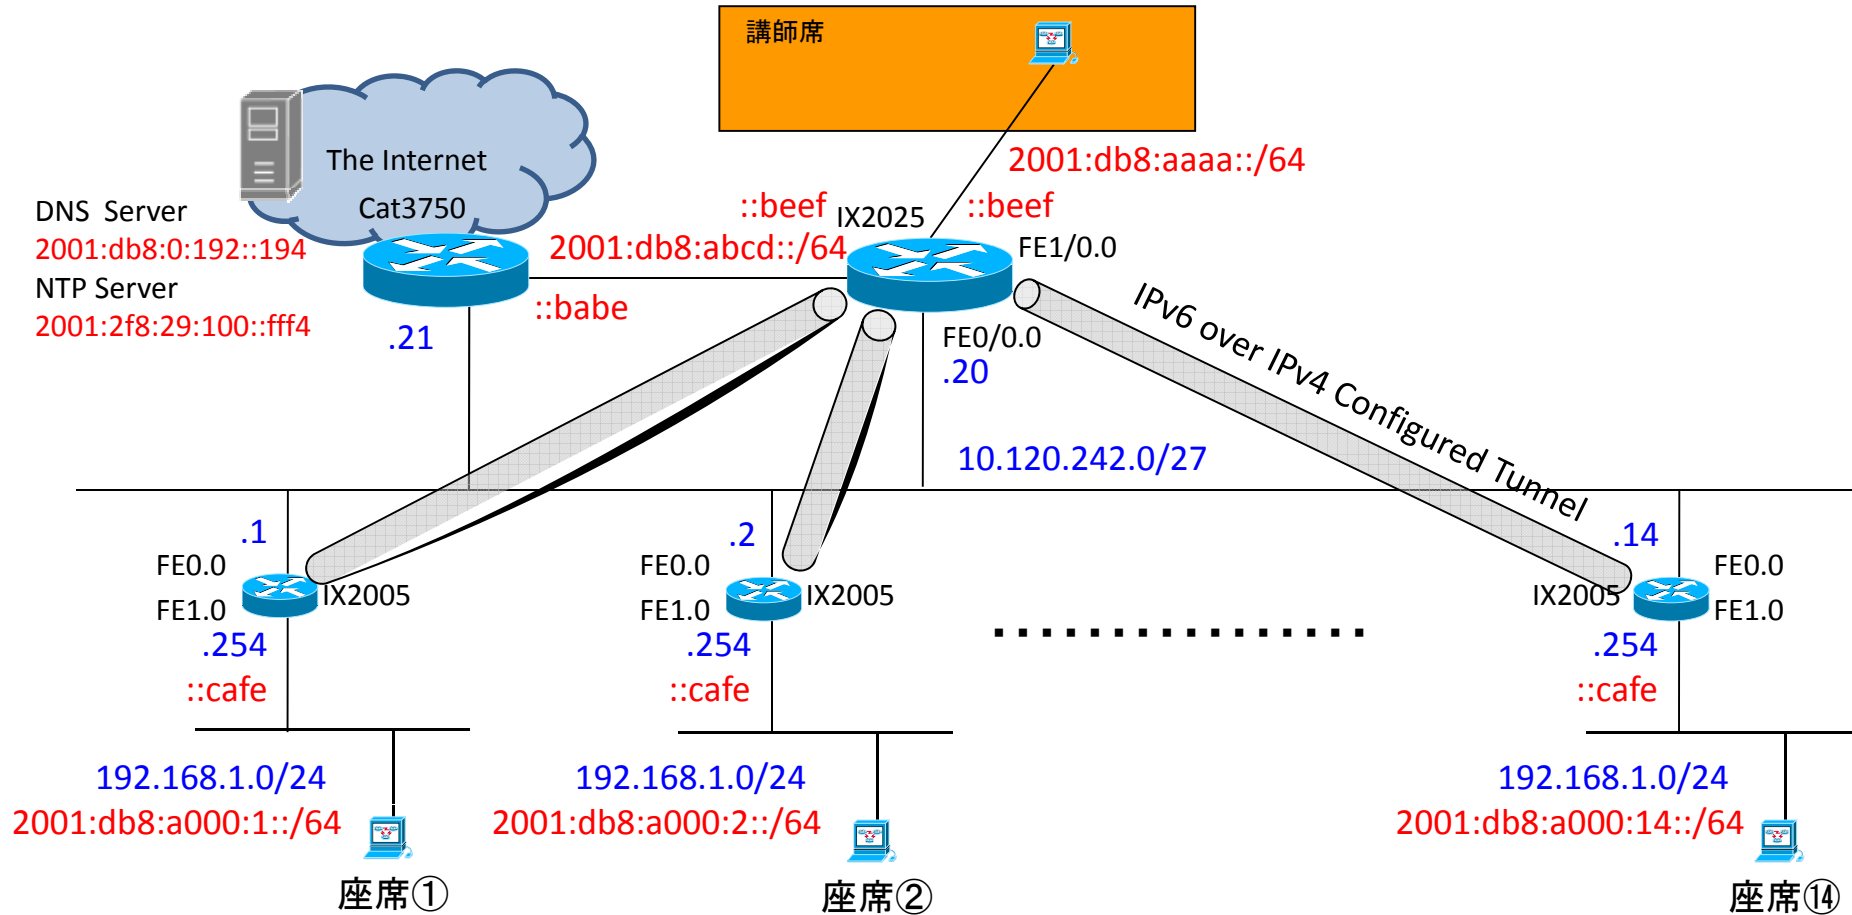 講師席
The Internet
Cat3750
DNS Server
2001:db8:0:192::194
NTP Server
2001:2f8:29:100::fff4
.21
2001:db8:abcd::/64
::babe
::beef
IX2025
::beef
2001:db8:aaaa::/64
FE1/0.0
FE0/0.0
.20
IPv6 over IPv4 Configured Tunnel
10.120.242.0/27
.1
FE0.0
IX2005
FE1.0
.254
::cafe
192.168.1.0/24
2001:db8:a000:1::/64
座席①
.2
FE0.0
IX2005
FE1.0
.254
::cafe
192.168.1.0/24
2001:db8:a000:2::/64
座席②
.14
FE0.0
IX2005
FE1.0
.254
::cafe
192.168.1.0/24
2001:db8:a000:14::/64
座席⑭